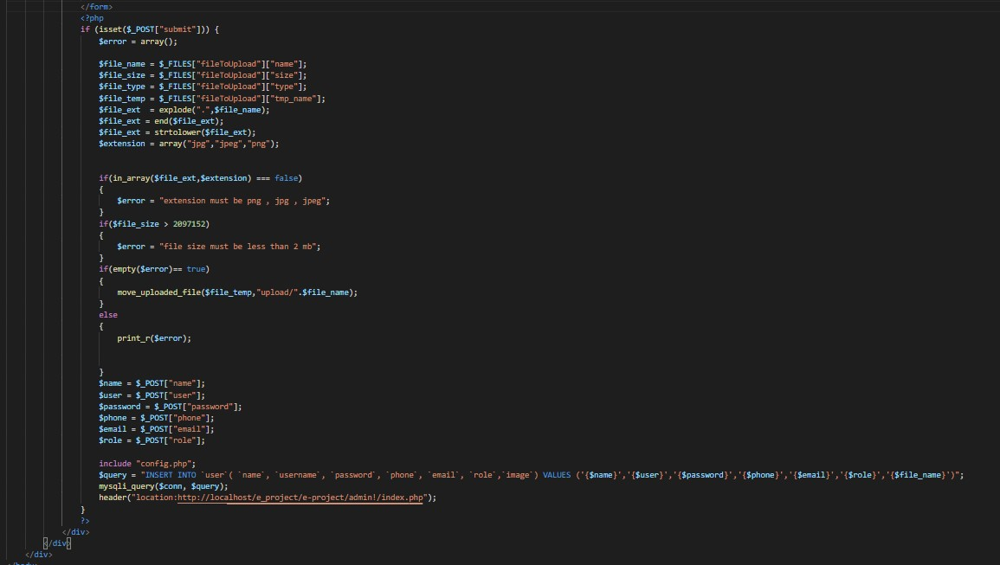 </form>
<?php
if (isset($_POST["submit"])) {
$error = array();
$file_name = $_FILES["fileToUpload"]["name"];
$file_size = $_FILES["fileToUpload"]["size"];
$file_type = $_FILES["fileToUpload"]["type"];
$file_temp = $_FILES["fileToUpload"]["tmp_name"];
$file_ext  = explode(".",$file_name);
$file_ext = end($file_ext);
$file_ext = strtolower($file_ext);
$extension = array("jpg","jpeg","png");
if(in_array($file_ext,$extension) === false)
{
$error = "extension must be png , jpg , jpeg";
}
if($file_size > 2097152)
{
$error = "file size must be less than 2 mb";
}
if(empty($error)== true)
{
move_uploaded_file($file_temp,"upload/".$file_name);
}
else
{
print_r($error);
}
$name = $_POST["name"];
$user = $_POST["user"];
$password = $_POST["password"];
$phone = $_POST["phone"];
$email = $_POST["email"];
$role = $_POST["role"];
include "config.php";
$query = "INSERT INTO `user`( `name`, `username`, `password`, `phone`, `email`, `role`,`image`) VALUES ('{$name}','{$user}','{$password}','{$phone}','{$email}','{$role}','{$file_name}')";
mysqli_query($conn, $query);
header("location:http://localhost/e_project/e-project/admin!/index.php");
}
?>
</div>
</div>
</div>